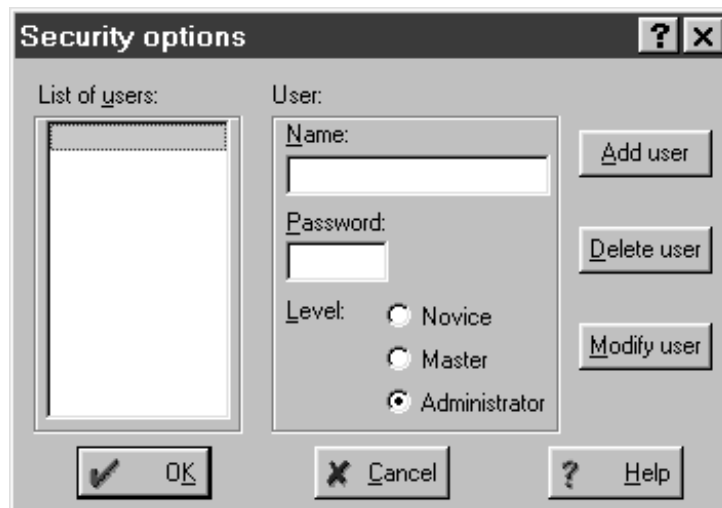 Security options
List of users:
User:
Name:
Add user
Password:
Delete user
Level:
Novice
Modify user
Master
Administrator
OK
Cancel
? Help